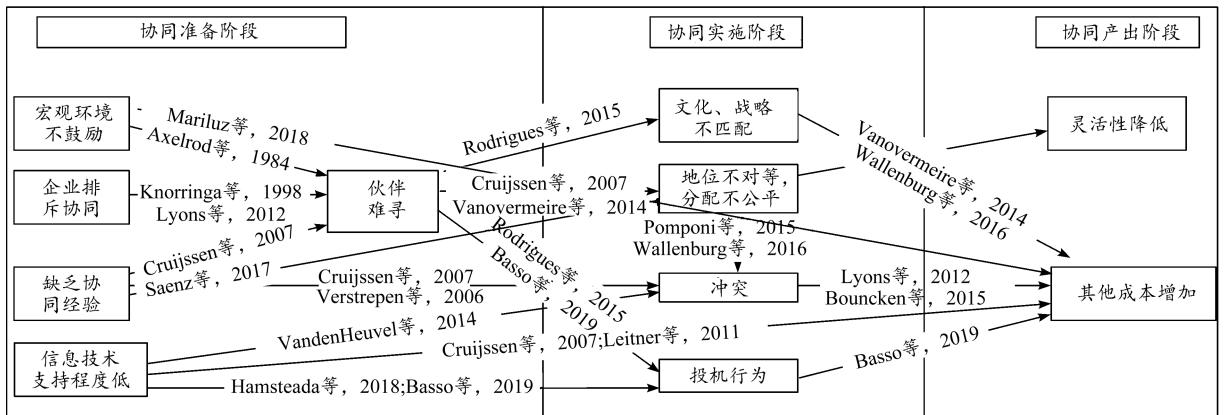 协同准备阶段
协同实施阶段
协同产出阶段
宏观环境
不鼓励
Mariluz等，2018
Axelrod等，1984
Rodrigues等，2015
文化、战略
不匹配
Vanovermeire等，2014
Wallenburg等，2016
灵活性降低
企业排
斥协同
Knorringa等，1998
Lyons等，2012
伙伴
难寻
Cruijssen等，2007
Vanovermeire等，2014
地位不对等，
分配不公平
Pomponi等，2015
Wallenburg等，2016
Cruijssen等，2007
Saenz等，2017
Rodrigues等，2015
Basso等，2019
缺乏协
同经验
Cruijssen等，2007
Verstrepen等，2006
冲突
Lyons等，2012
Bouncken等，2015
其他成本增加
VandenHeuvel等，2014
Cruijssen等，2007;Leitner等，2011
Basso等，2019
信息技术
支持程度低
Hamsteada等，2018;Basso等，2019
投机行为